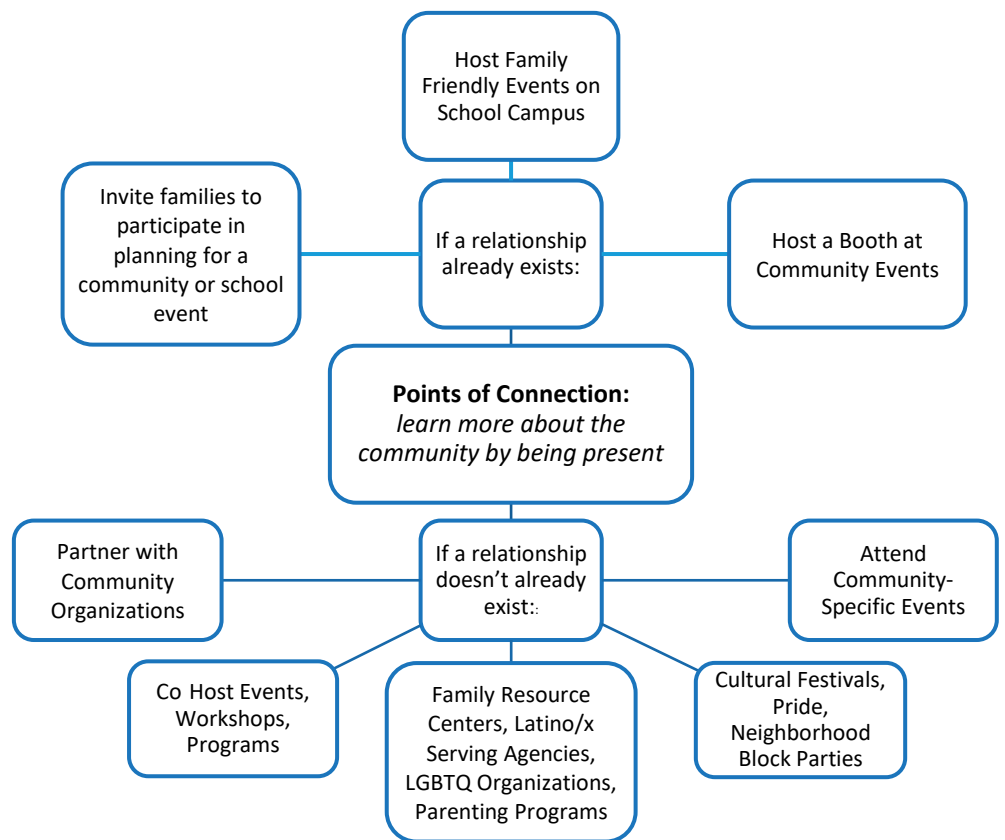 Host Family
Friendly Events on
School Campus
Invite families to
participate in
planning for a
community or school
event
If a relationship
already exists:
Host a Booth at
Community Events
Points of Connection:
learn more about the
community by being present
Partner with
Community
Organizations
If a relationship
doesn’t already
exist::
Attend
Community-
Specific Events
Co Host Events,
Workshops,
Programs
Family Resource
Centers, Latino/x
Serving Agencies,
LGBTQ Organizations,
Parenting Programs
Cultural Festivals,
Pride,
Neighborhood
Block Parties